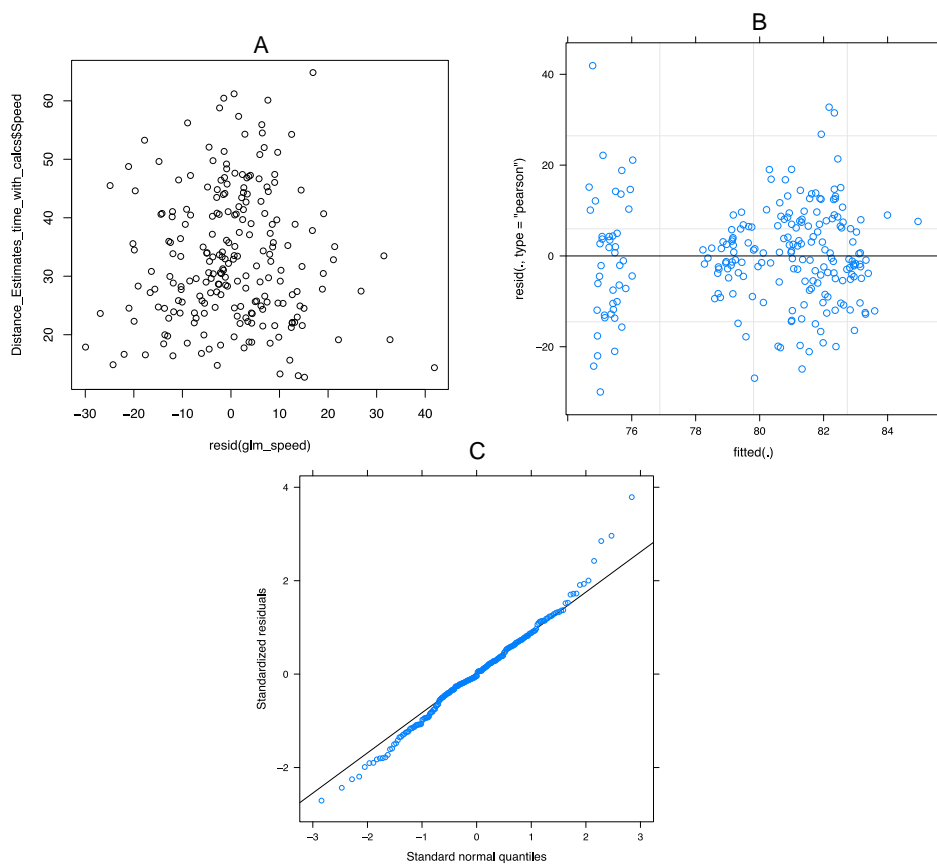 A
Distance_Estimates_time_with_calcs$Speed
60
50
40
30
20
−30 −20 −10 0 10 20 30 40
resid(glm_speed)
B
resid(., type = "pearson")
40
20
0
−20
76 78 80 82 84
fitted(.)
C
Standardized residuals
4
2
0
−2
−3 −2 −1 0 1 2 3
Standard normal quantiles